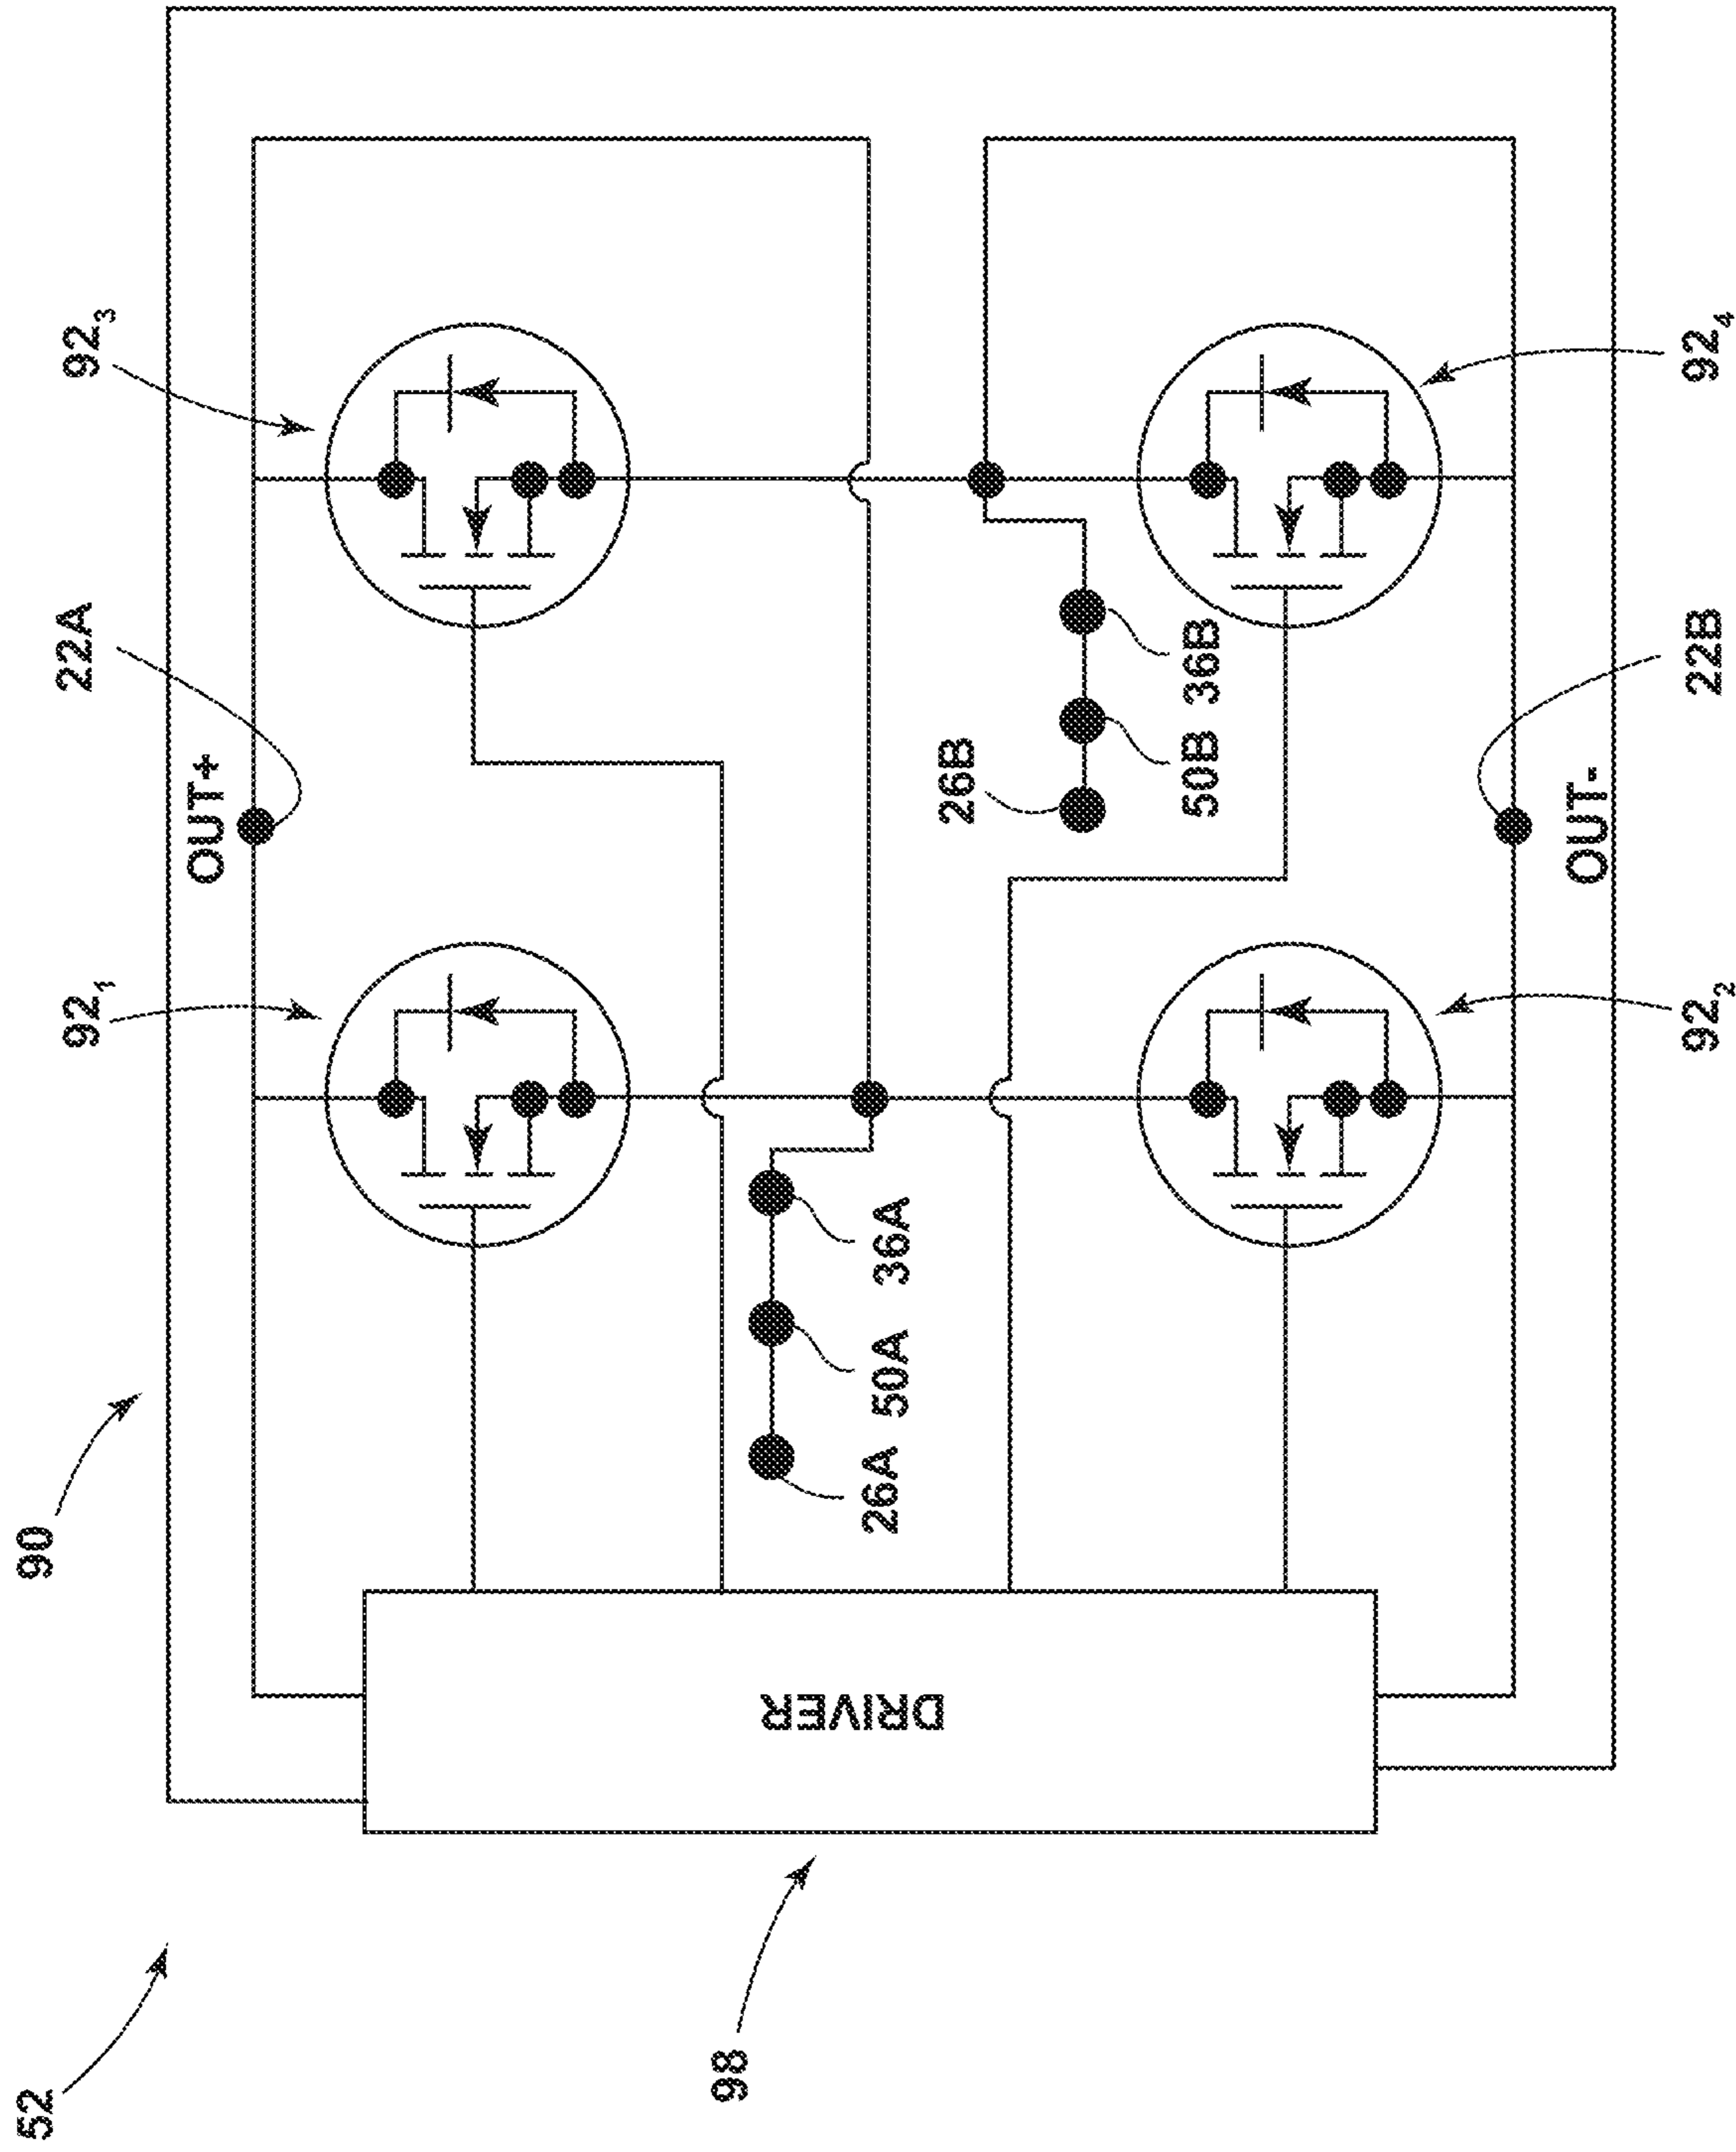 52
90
98
DRIVER
92₁
92₃
22A
OUT+
26A
50A
36A
26B
50B
36B
92₂
92₄
22B
OUT-